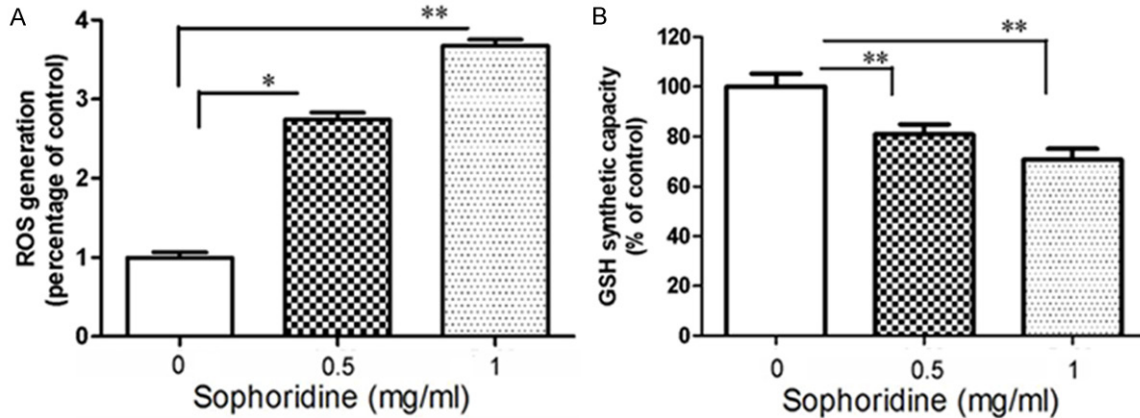 A
ROS generation
(percentage of control)
4
3
2
1
0
*
**
0 0.5 1
Sophoridine (mg/ml)
B
GSH synthetic capacity
(% of control)
120
100
80
60
40
20
0
**
**
0 0.5 1
Sophoridine (mg/ml)